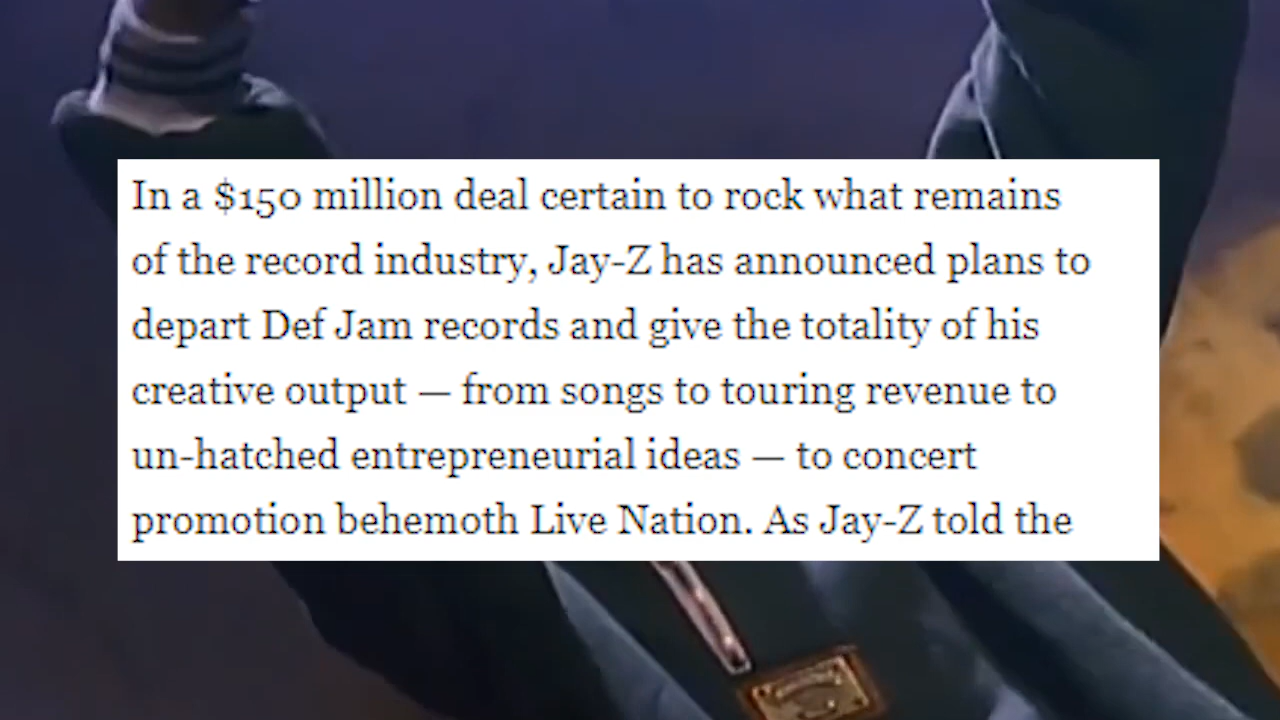 In a $150 million deal certain to rock what remains
of the record industry, Jay-Z has announced plans to
depart Def Jam records and give the totality of his
creative output — from songs to touring revenue to
un-hatched entrepreneurial ideas — to concert
promotion behemoth Live Nation. As Jay-Z told the